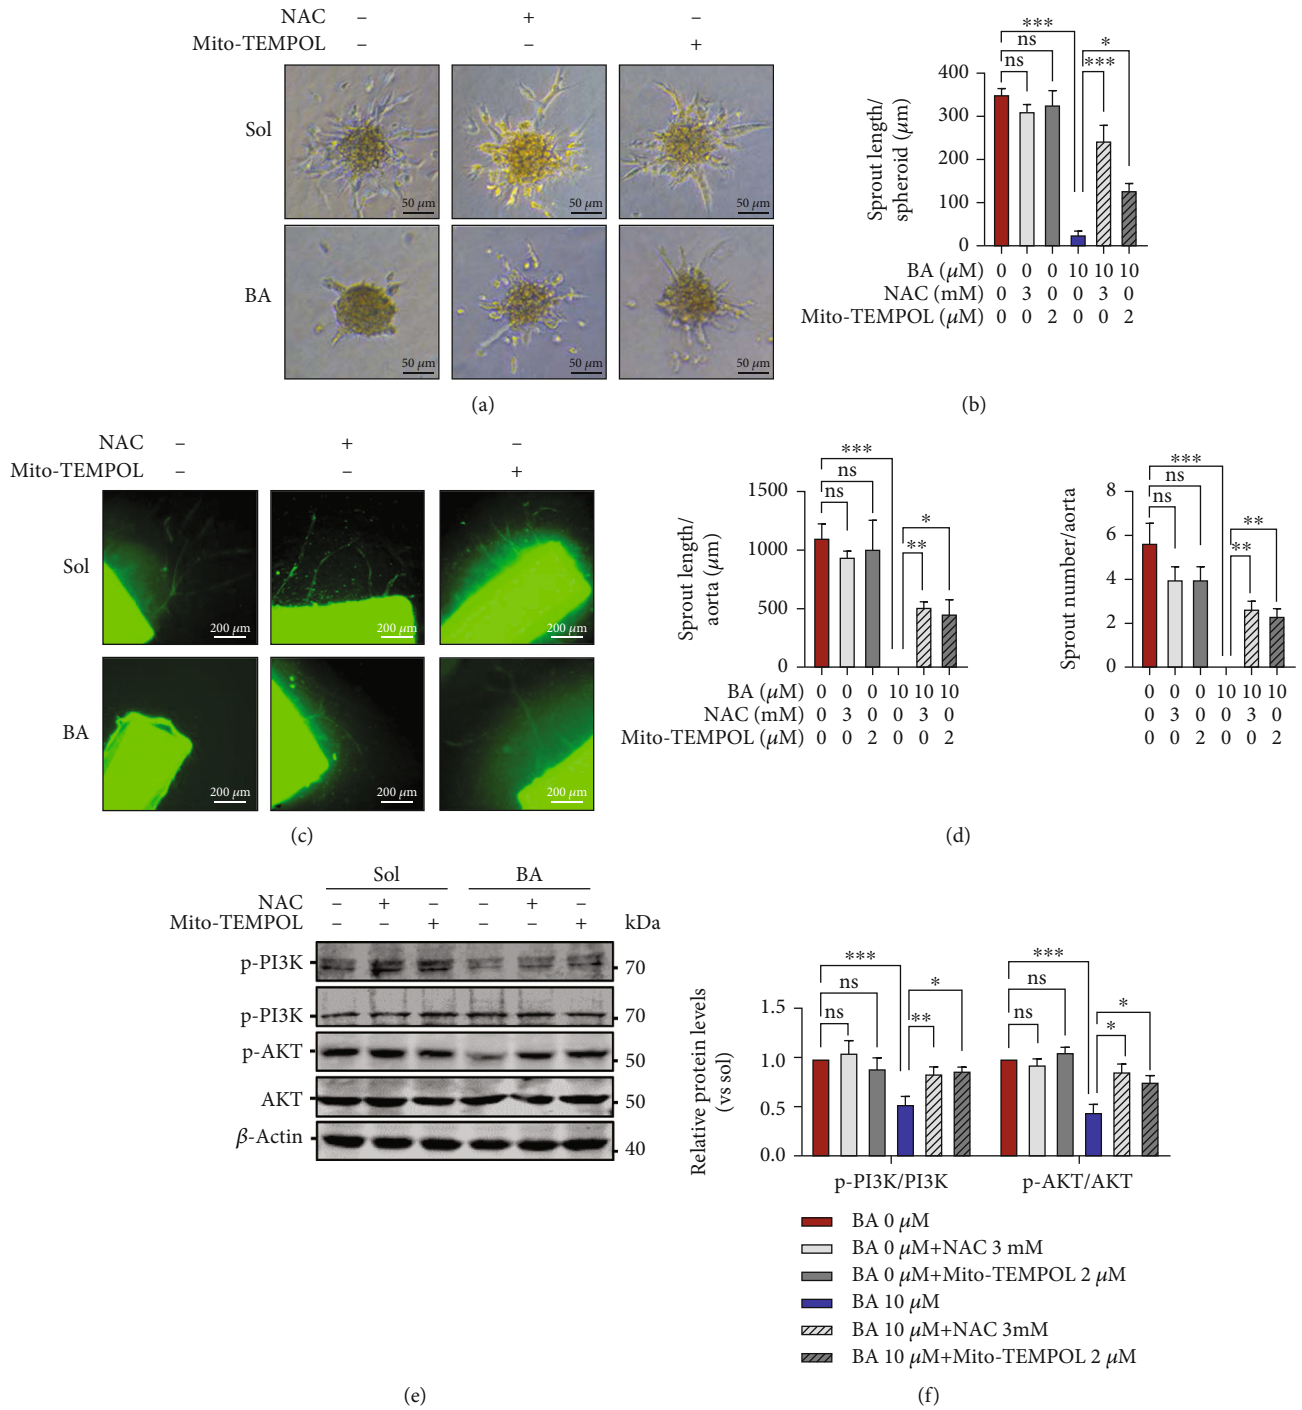 NAC – + –
Mito-TEMPOL – – +
Sol
50 µm 50 µm 50 µm
BA
50 µm 50 µm 50 µm
(a)
*** 
ns *
ns ***
Sprout length/
spheroid (µm)
400
300
200
100
0
BA (µM) 0 0 0 10 10 10
NAC (mM) 0 3 0 0 3 0
Mito-TEMPOL (µM) 0 0 2 0 0 2
(b)
NAC – + –
Mito-TEMPOL – – +
Sol
200 µm 200 µm 200 µm
BA
200 µm 200 µm 200 µm
(c)
***
ns
ns *
**
Sprout length/
aorta (µm)
1500
1000
500
0
BA (µM) 0 0 0 10 10 10
NAC (mM) 0 3 0 0 3 0
Mito-TEMPOL (µM) 0 0 2 0 0 2
***
ns
ns **
**
Sprout number/aorta
8
6
4
2
0
0 0 0 10 10 10
0 3 0 0 3 0
0 0 2 0 0 2
(d)
Sol BA
NAC – + – – + –
Mito-TEMPOL – – + – – + kDa
p-PI3K 70
p-PI3K 70
p-AKT 50
AKT 50
β-Actin 40
(e)
*** ***
ns * ns *
ns ** ns *
Relative protein levels
(vs sol)
1.5
1.0
0.5
0.0
p-PI3K/PI3K p-AKT/AKT
BA 0 µM
BA 0 µM+NAC 3 mM
BA 0 µM+Mito-TEMPOL 2 µM
BA 10 µM
BA 10 µM+NAC 3mM
BA 10 µM+Mito-TEMPOL 2 µM
(f)